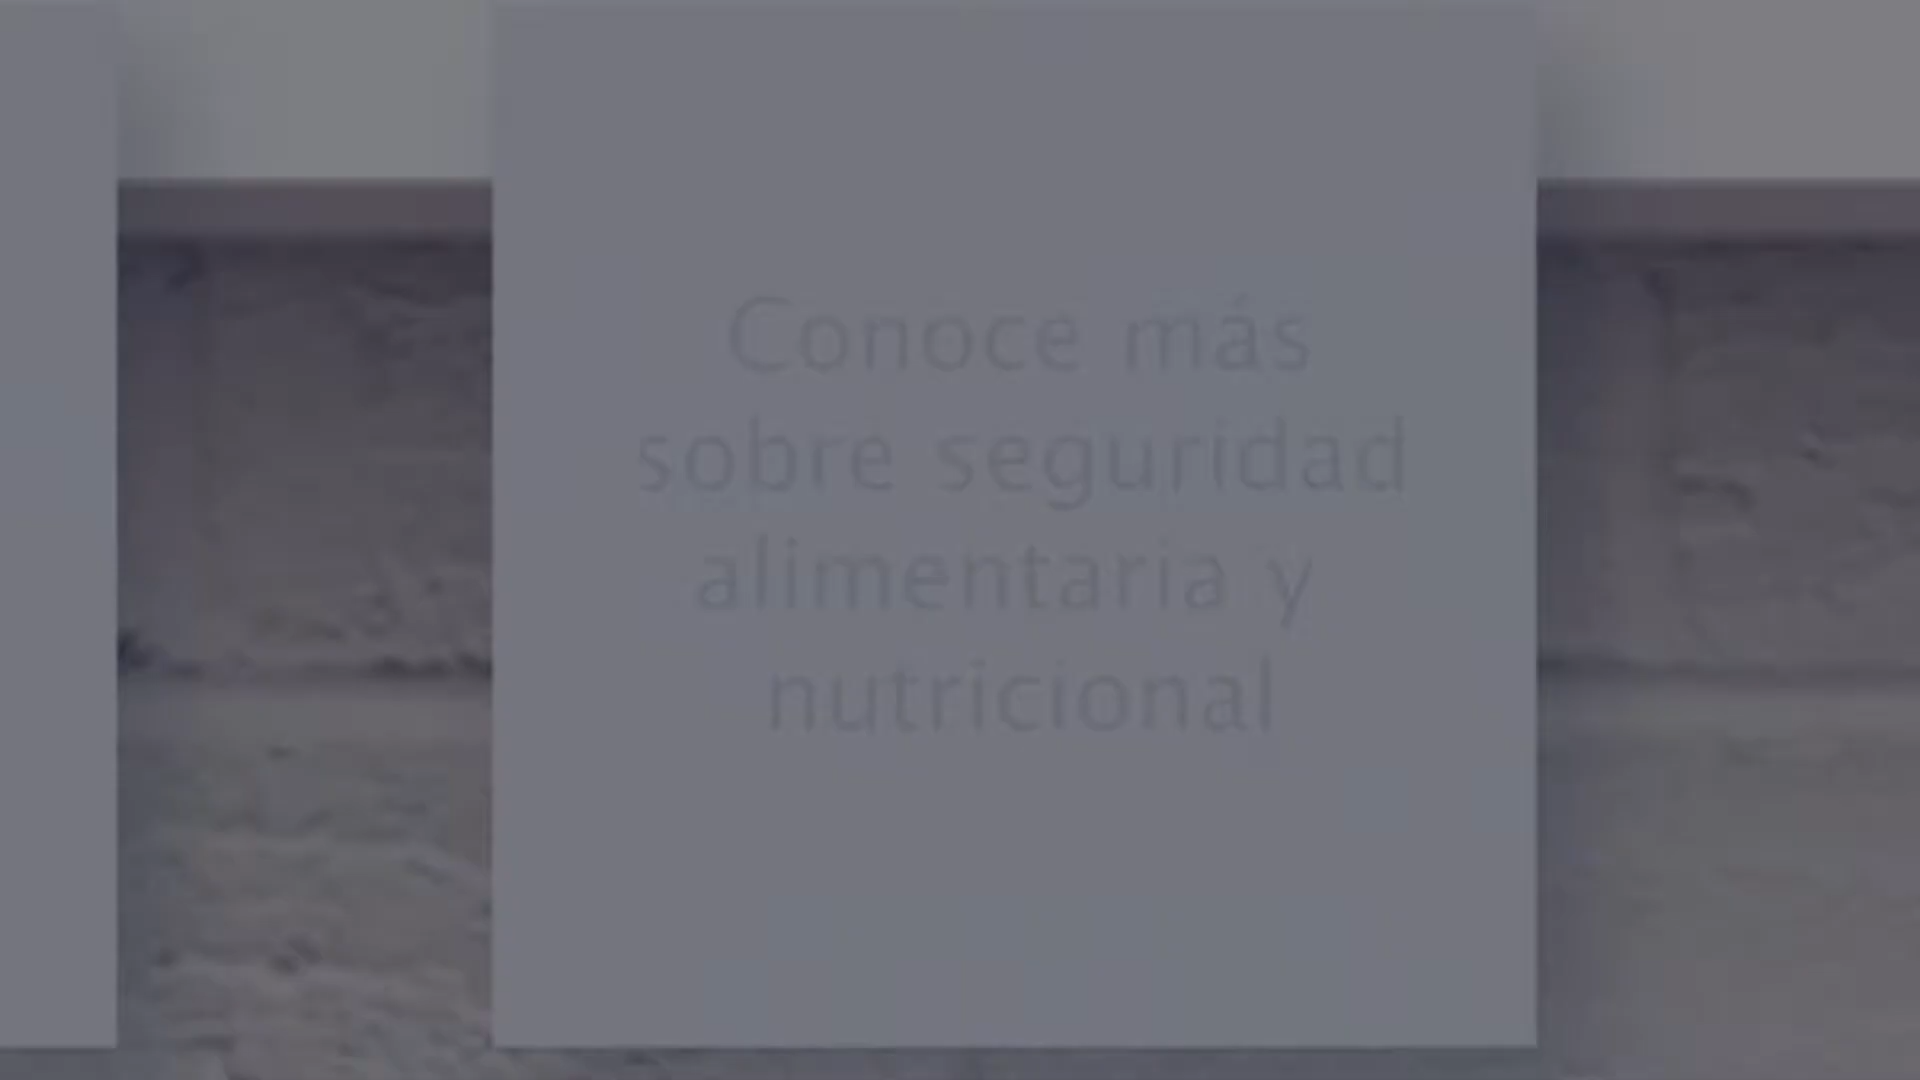 Conoce más
sobre seguridad
alimentaria y
nutricional